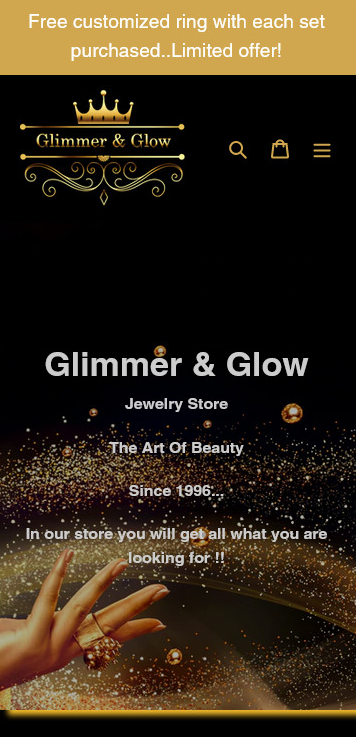 Free customized ring with each set
purchased..Limited offer!
Glimmer & Glow
Glimmer & Glow
Jewelry Store
The Art Of Beauty
Since 1996...
In our store you will get all what you are
looking for !!